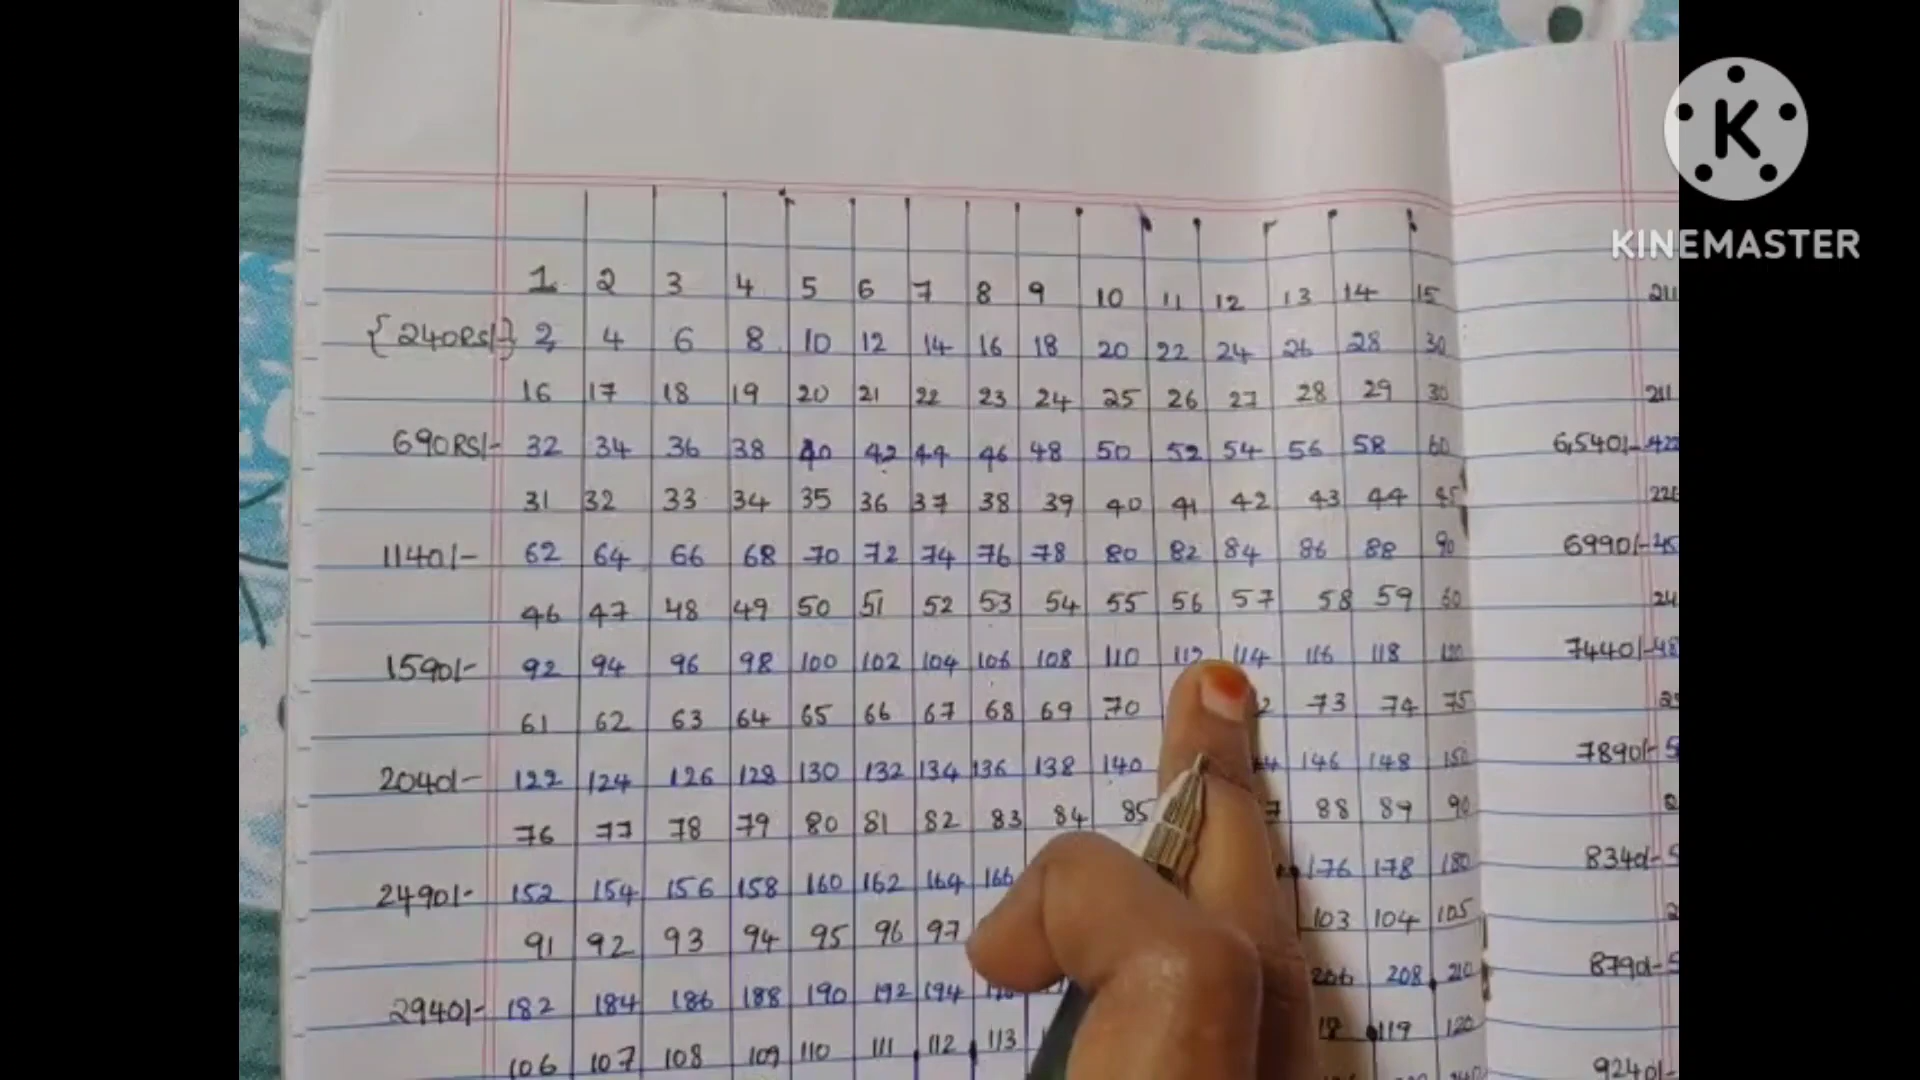 KINEMASTER
1 2 3 4 5 6 7 8 9 10 11 12 13 14 15
{240RS/-} 2 4 6 8 10 12 14 16 18 20 22 24 26 28 30
16 17 18 19 20 21 22 23 24 25 26 27 28 29 30
690RS/- 32 34 36 38 40 42 44 46 48 50 52 54 56 58 60
31 32 33 34 35 36 37 38 39 40 41 42 43 44 45
1140/- 62 64 66 68 70 72 74 76 78 80 82 84 86 88 90
46 47 48 49 50 51 52 53 54 55 56 57 58 59 60
1590/- 92 94 96 98 100 102 104 106 108 110 112 114 116 118 120
61 62 63 64 65 66 67 68 69 70 73 74 75
2040/- 122 124 126 128 130 132 134 136 138 140 146 148 150
76 77 78 79 80 81 82 83 84 85 88 89 90
2490/- 152 154 156 158 160 162 164 166 176 178 180
91 92 93 94 95 96 97 103 104 105
2940/- 182 184 186 188 190 192 194 206 208 210
106 107 108 109 110 111 112 113 119 120
211
211
6,540/- 422
6990/-
7440/-
7890/-
8340/-
8790/-
9240/-